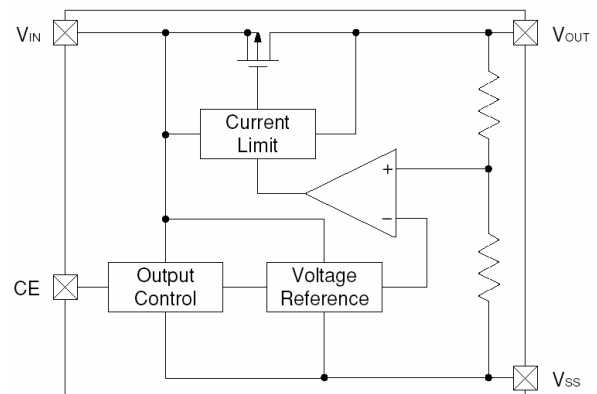 VIN
VOUT
Current
Limit
+
−
Output
Control
Voltage
Reference
CE
VSS